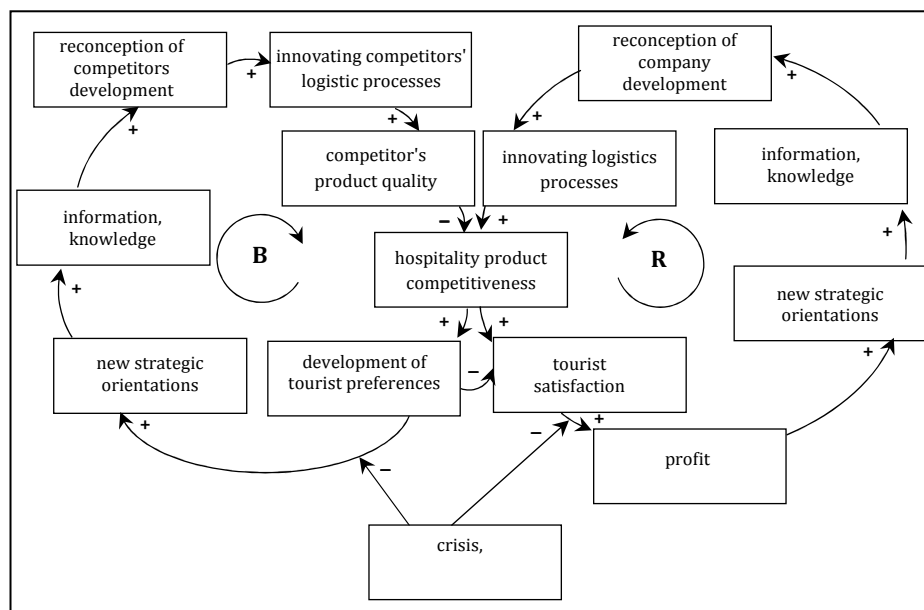 reconception of
competitors
development
+
innovating competitors'
logistic processes
reconception of
company
development
+
+
+
+
competitor's
product quality
innovating logistics
processes
information,
knowledge
information,
knowledge
–
+
B
R
+
hospitality product
competitiveness
+
+
+
new strategic
orientations
new strategic
orientations
development of
tourist preferences
–
tourist
satisfaction
+
+
+
–
profit
–
crisis,